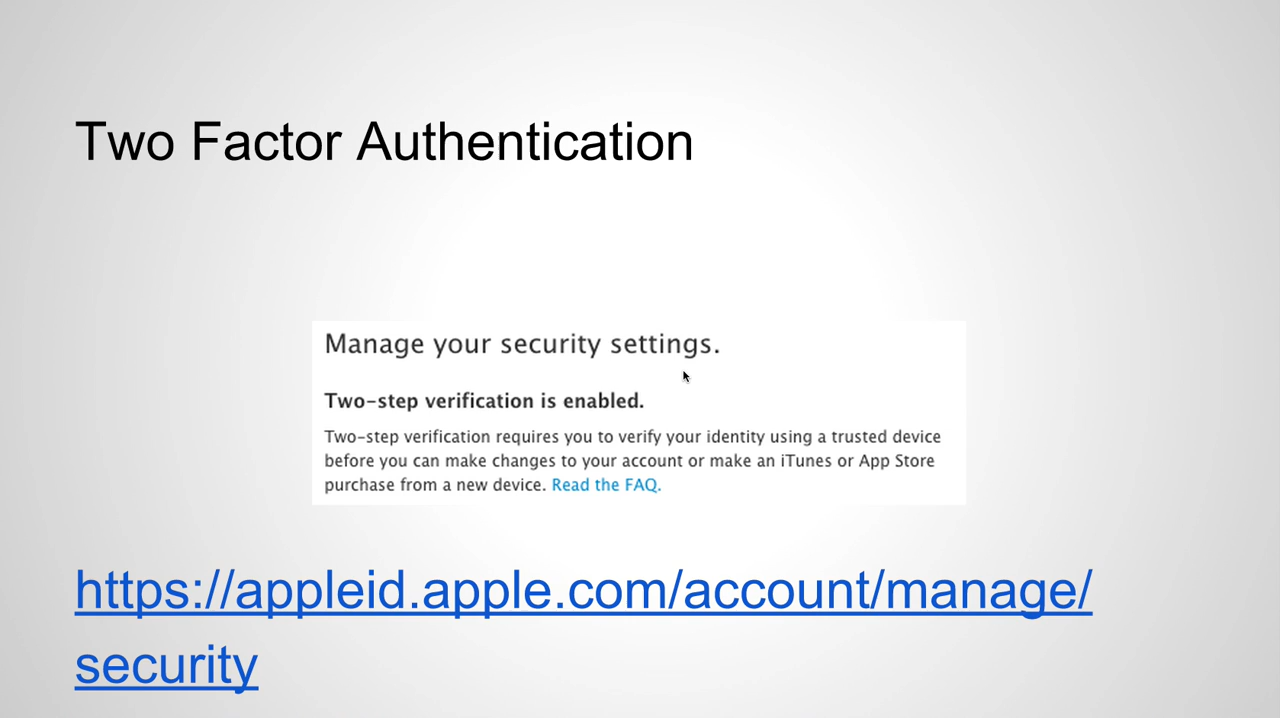 Two Factor Authentication
Manage your security settings.
Two-step verification is enabled.
Two-step verification requires you to verify your identity using a trusted device
before you can make changes to your account or make an iTunes or App Store
purchase from a new device. Read the FAQ.
https://appleid.apple.com/account/manage/
security